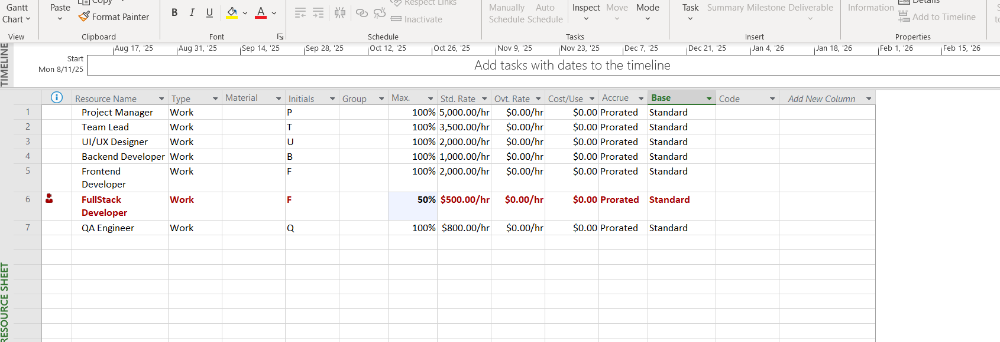 Gantt Chart
View
Paste
Copy
Format Painter
Clipboard
B I U A
Font
Respect Links
Inactivate
Schedule
Manually Schedule
Auto Schedule
Inspect
Move
Mode
Tasks
Task
Summary
Milestone
Deliverable
Insert
Information
Details
Add to Timeline
Properties
TIMELINE
Aug 17, '25 Aug 31, '25 Sep 14, '25 Sep 28, '25 Oct 12, '25 Oct 26, '25 Nov 9, '25 Nov 23, '25 Dec 7, '25 Dec 21, '25 Jan 4, '26 Jan 18, '26 Feb 1, '26 Feb 15, '26
Start
Mon 8/11/25
Add tasks with dates to the timeline
RESOURCE SHEET
Resource Name Type Material Initials Group Max. Std. Rate Ovt. Rate Cost/Use Accrue Base Code Add New Column
1 Project Manager Work P 100% 5,000.00/hr $0.00/hr $0.00 Prorated Standard
2 Team Lead Work T 100% 3,500.00/hr $0.00/hr $0.00 Prorated Standard
3 UI/UX Designer Work U 100% 2,000.00/hr $0.00/hr $0.00 Prorated Standard
4 Backend Developer Work B 100% 1,000.00/hr $0.00/hr $0.00 Prorated Standard
5 Frontend Developer Work F 100% 2,000.00/hr $0.00/hr $0.00 Prorated Standard
6 FullStack Developer Work F 50% $500.00/hr $0.00/hr $0.00 Prorated Standard
7 QA Engineer Work Q 100% $800.00/hr $0.00/hr $0.00 Prorated Standard